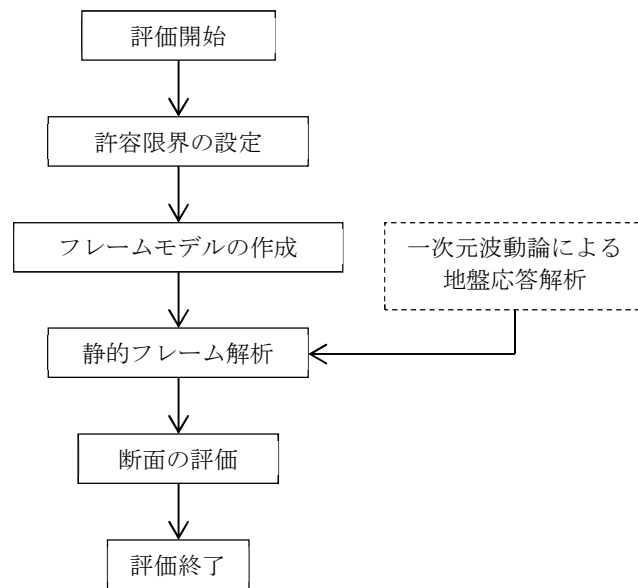 評価開始
許容限界の設定
フレームモデルの作成
一次元波動論による
地盤応答解析
静的フレーム解析
断面の評価
評価終了